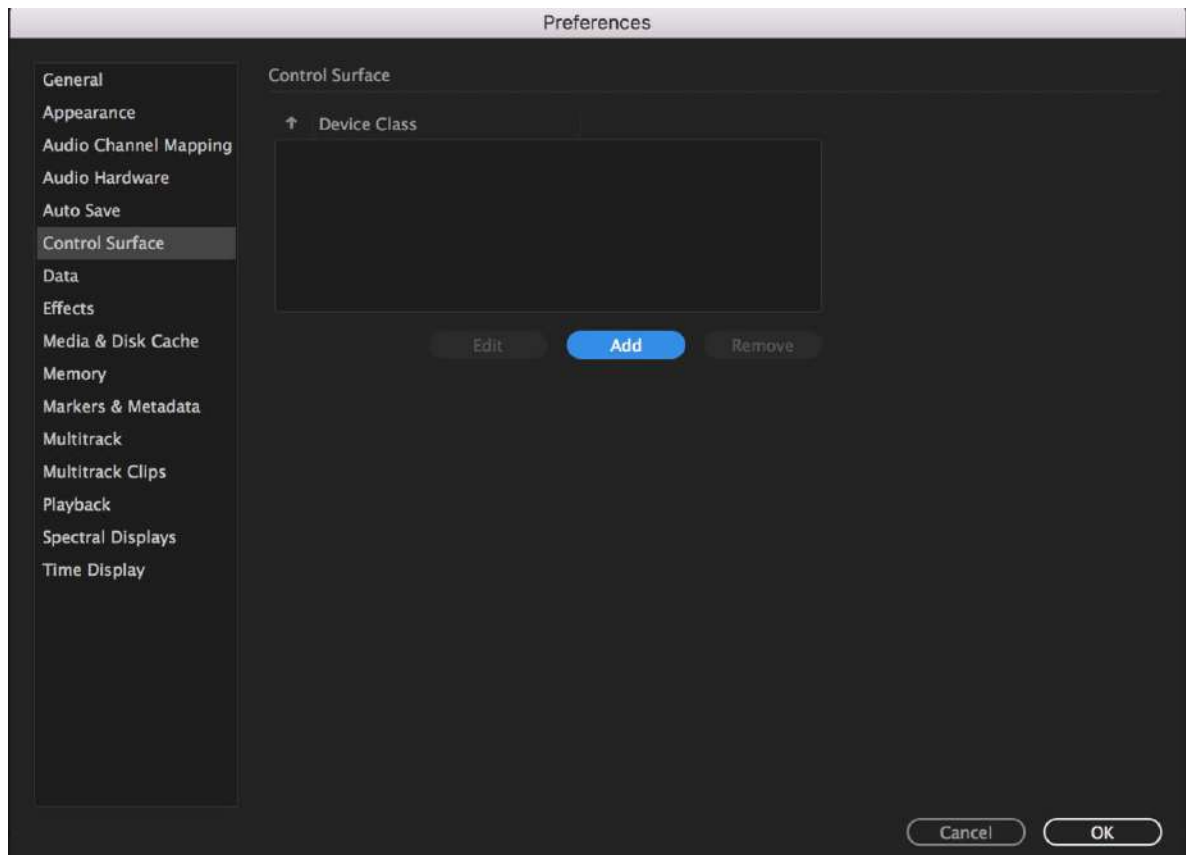 Preferences
General
Appearance
Audio Channel Mapping
Audio Hardware
Auto Save
Control Surface
Data
Effects
Media & Disk Cache
Memory
Markers & Metadata
Multitrack
Multitrack Clips
Playback
Spectral Displays
Time Display
Control Surface
↑ Device Class
Edit Add Remove
Cancel OK